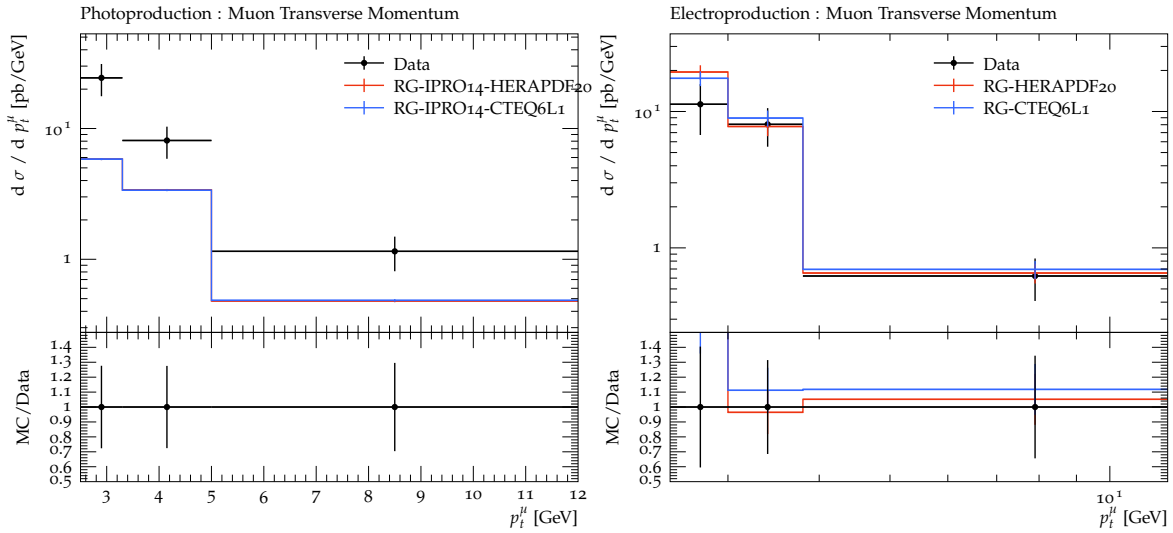 Photoproduction : Muon Transverse Momentum
Data
RG-IPRO14-HERAPDF20
RG-IPRO14-CTEQ6L1
d σ / d p_t^μ [pb/GeV]
10^1
1
MC/Data
1.4
1.3
1.2
1.1
1
0.9
0.8
0.7
0.6
0.5
3 4 5 6 7 8 9 10 11 12
p_t^μ [GeV]
Electroproduction : Muon Transverse Momentum
Data
RG-HERAPDF20
RG-CTEQ6L1
d σ / d p_t^μ [pb/GeV]
10^1
1
MC/Data
1.4
1.3
1.2
1.1
1
0.9
0.8
0.7
0.6
0.5
10^1
p_t^μ [GeV]